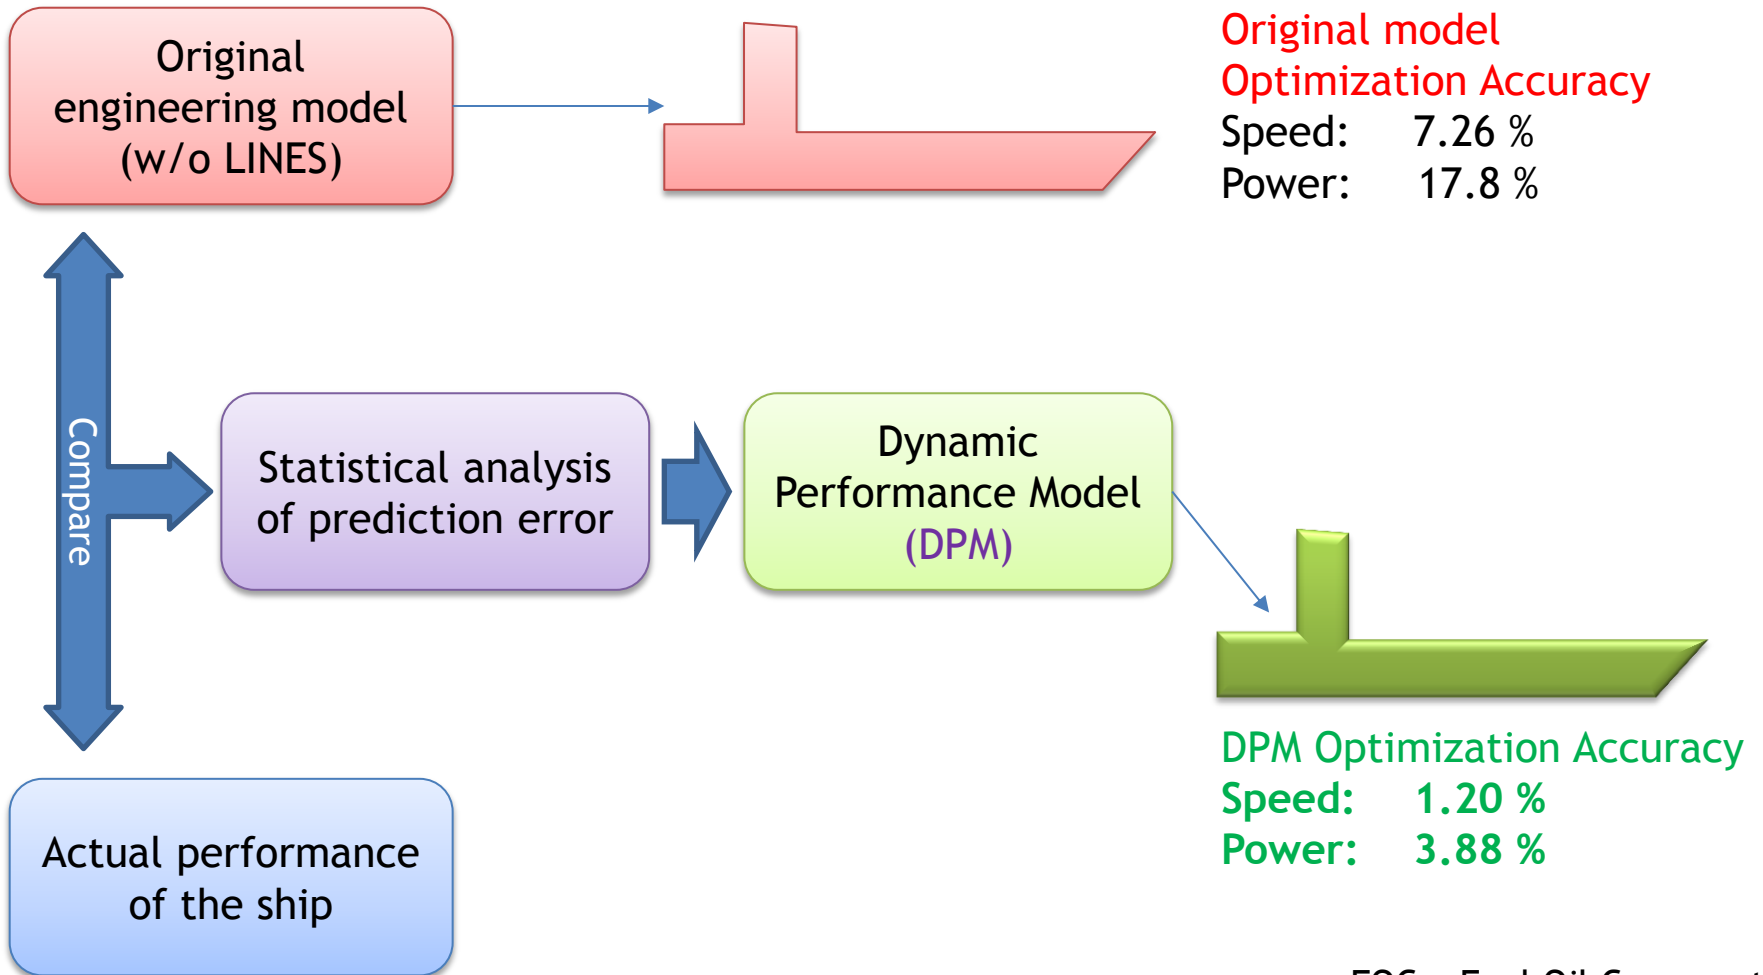 Original
engineering model
(w/o LINES)
Original model
Optimization Accuracy
Speed: 7.26 %
Power: 17.8 %
Compare
Statistical analysis
of prediction error
Dynamic
Performance Model
(DPM)
DPM Optimization Accuracy
Speed: 1.20 %
Power: 3.88 %
Actual performance
of the ship